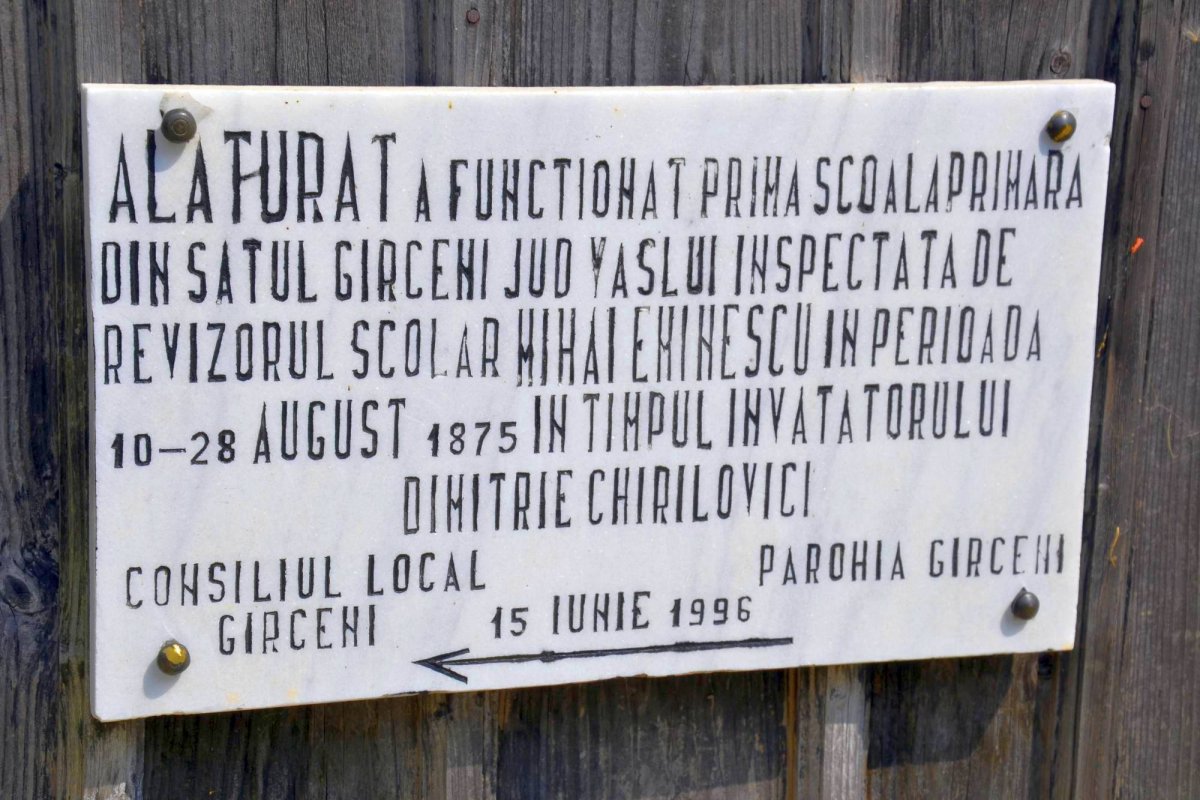 ALATURAT A FUNCTIONAT PRIMA SCOALA PRIMARA
DIN SATUL GIRCENI JUD VASLUI INSPECTATA DE
REVIZORUL SCOLAR MIHAI EMINESCU IN PERIOADA
10-28 AUGUST 1875 IN TIMPUL INVATATORULUI
DIMITRIE CHIRILOVICI
CONSILIUL LOCAL
GIRCENI
PAROHIA GIRCENI
15 IUNIE 1996